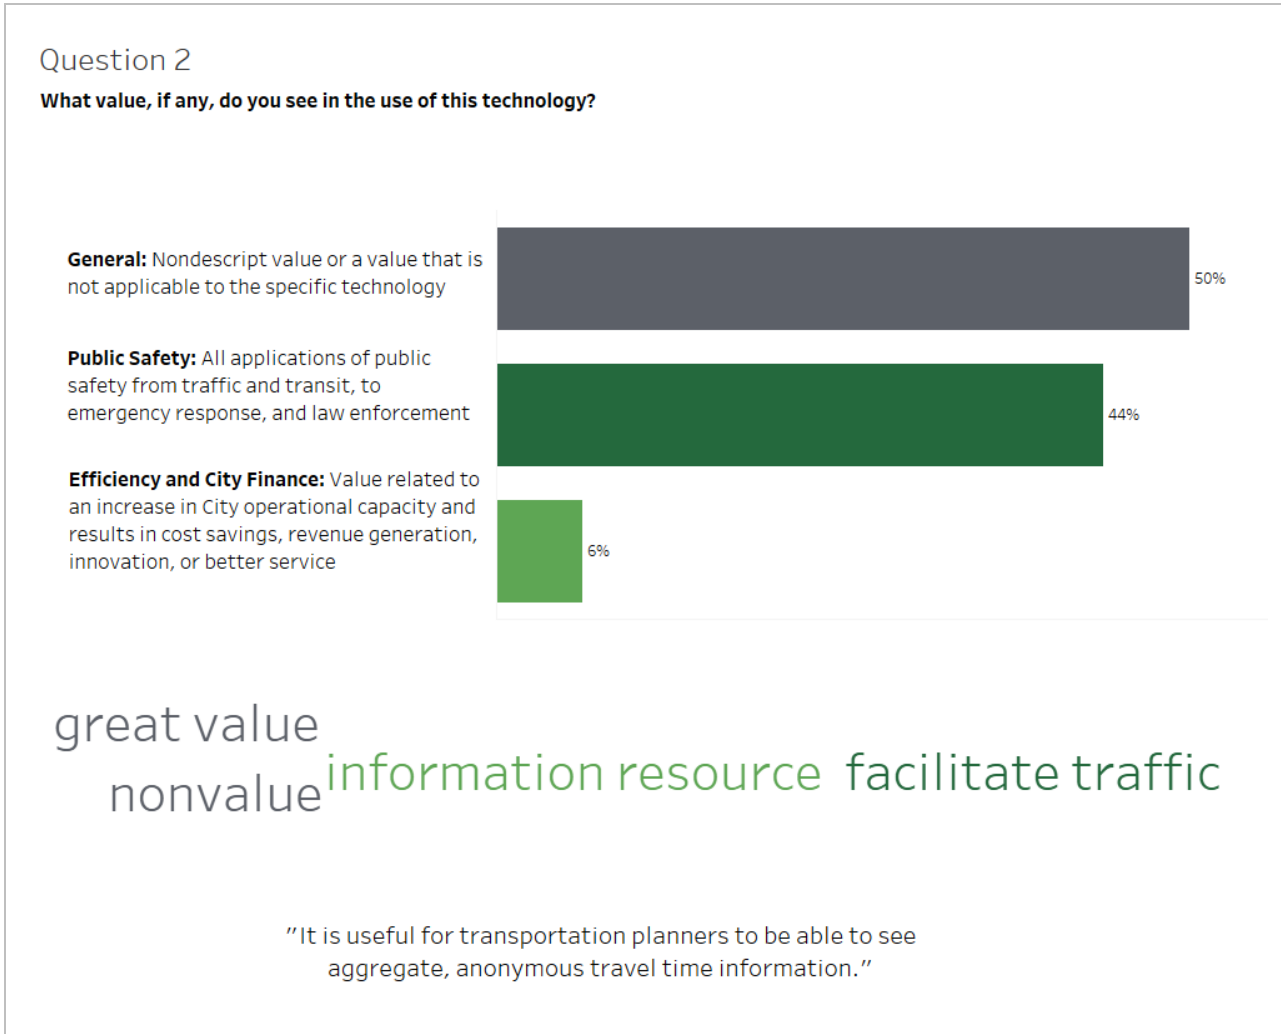 Question 2
What value, if any, do you see in the use of this technology?
General: Nondescript value or a value that is
not applicable to the specific technology
50%
Public Safety: All applications of public
safety from traffic and transit, to
emergency response, and law enforcement
44%
Efficiency and City Finance: Value related to
an increase in City operational capacity and
results in cost savings, revenue generation,
innovation, or better service
6%
great value
nonvalue
information resource
facilitate traffic
"It is useful for transportation planners to be able to see
aggregate, anonymous travel time information."